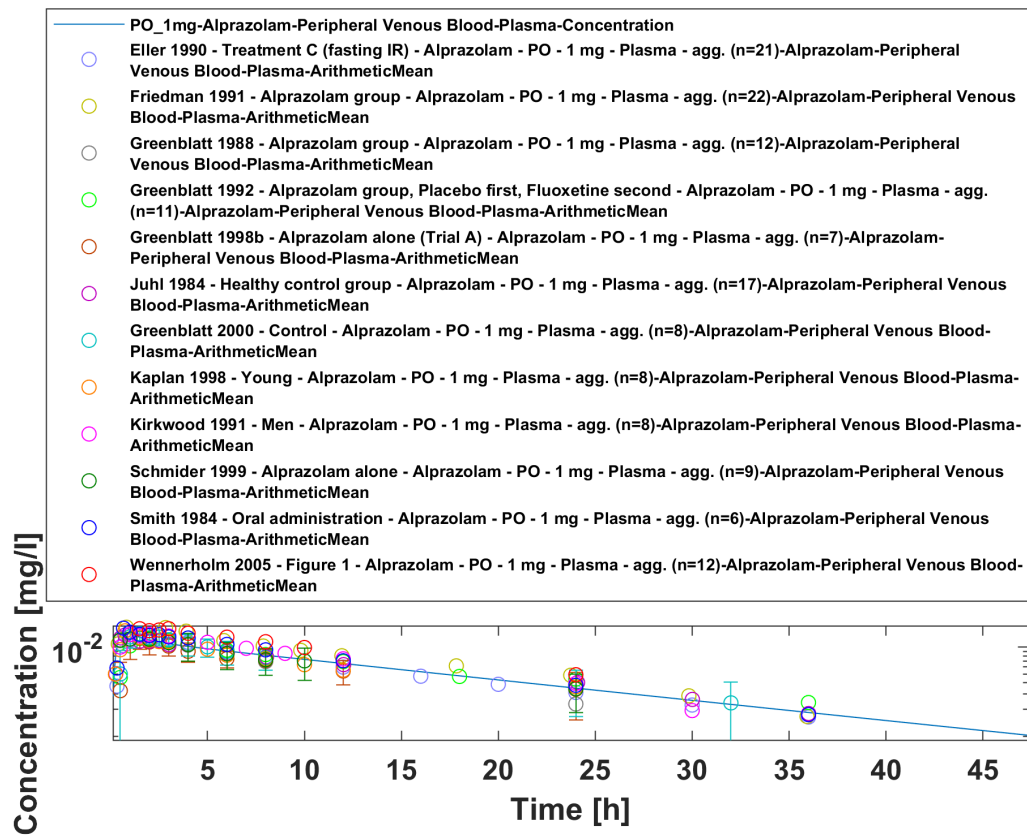 PO_1mg-Alprazolam-Peripheral Venous Blood-Plasma-Concentration
Eller 1990 - Treatment C (fasting IR) - Alprazolam - PO - 1 mg - Plasma - agg. (n=21)-Alprazolam-Peripheral
Venous Blood-Plasma-ArithmeticMean
Friedman 1991 - Alprazolam group - Alprazolam - PO - 1 mg - Plasma - agg. (n=22)-Alprazolam-Peripheral Venous
Blood-Plasma-ArithmeticMean
Greenblatt 1988 - Alprazolam group - Alprazolam - PO - 1 mg - Plasma - agg. (n=12)-Alprazolam-Peripheral
Venous Blood-Plasma-ArithmeticMean
Greenblatt 1992 - Alprazolam group, Placebo first, Fluoxetine second - Alprazolam - PO - 1 mg - Plasma - agg.
(n=11)-Alprazolam-Peripheral Venous Blood-Plasma-ArithmeticMean
Greenblatt 1998b - Alprazolam alone (Trial A) - Alprazolam - PO - 1 mg - Plasma - agg. (n=7)-Alprazolam-
Peripheral Venous Blood-Plasma-ArithmeticMean
Juhl 1984 - Healthy control group - Alprazolam - PO - 1 mg - Plasma - agg. (n=17)-Alprazolam-Peripheral Venous
Blood-Plasma-ArithmeticMean
Greenblatt 2000 - Control - Alprazolam - PO - 1 mg - Plasma - agg. (n=8)-Alprazolam-Peripheral Venous Blood-
Plasma-ArithmeticMean
Kaplan 1998 - Young - Alprazolam - PO - 1 mg - Plasma - agg. (n=8)-Alprazolam-Peripheral Venous Blood-Plasma-
ArithmeticMean
Kirkwood 1991 - Men - Alprazolam - PO - 1 mg - Plasma - agg. (n=8)-Alprazolam-Peripheral Venous Blood-Plasma-
ArithmeticMean
Schmider 1999 - Alprazolam alone - Alprazolam - PO - 1 mg - Plasma - agg. (n=9)-Alprazolam-Peripheral Venous
Blood-Plasma-ArithmeticMean
Smith 1984 - Oral administration - Alprazolam - PO - 1 mg - Plasma - agg. (n=6)-Alprazolam-Peripheral Venous
Blood-Plasma-ArithmeticMean
Wennerholm 2005 - Figure 1 - Alprazolam - PO - 1 mg - Plasma - agg. (n=12)-Alprazolam-Peripheral Venous Blood-
Plasma-ArithmeticMean
Concentration [mg/l]
10^-2
5 10 15 20 25 30 35 40 45
Time [h]